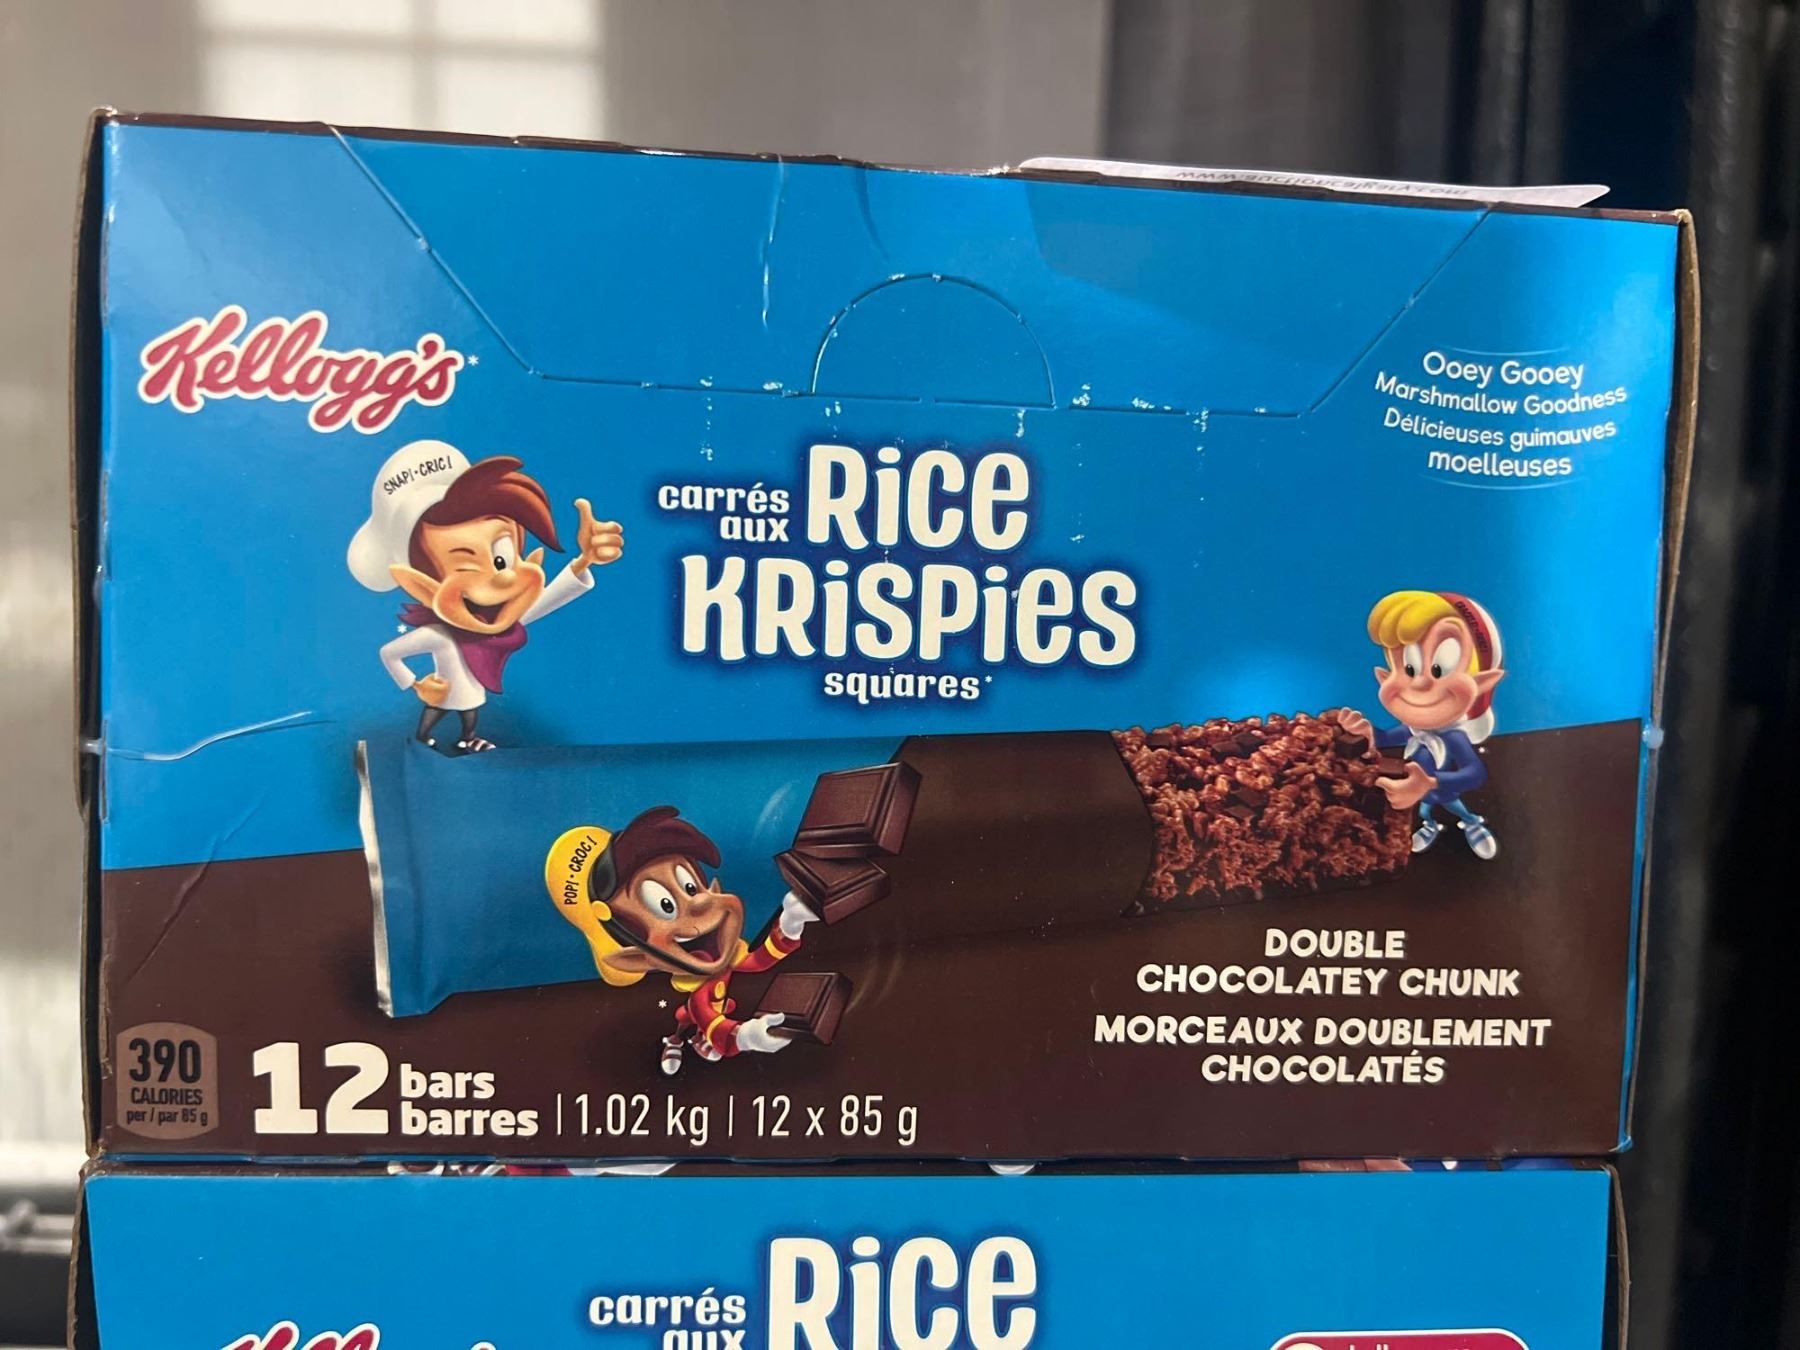 Kellogg's*
Ooey Gooey
Marshmallow Goodness
Délicieuses guimauves
moelleuses
SNAP!•CRIC!
carrés
aux
RiCe
KRiSPies
squares*
POP!•CROC!
DOUBLE
CHOCOLATEY CHUNK
MORCEAUX DOUBLEMENT
CHOCOLATÉS
390
CALORIES
per / par 85 g
12 bars
barres | 1.02 kg | 12 x 85 g
carrés
aux
RiCe